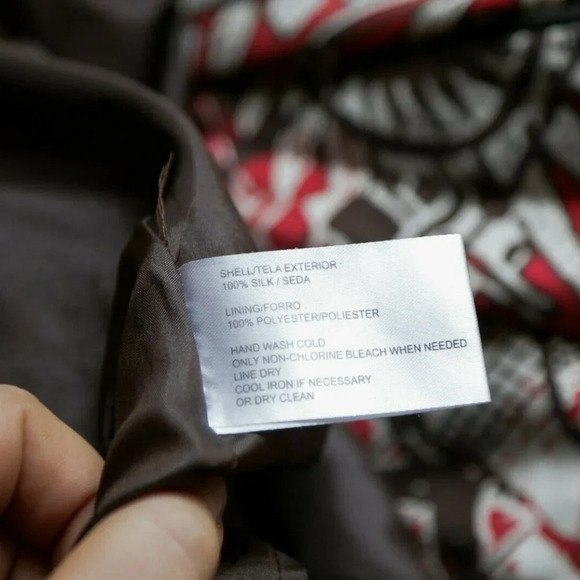 SHELL/TELA EXTERIOR
100% SILK / SEDA
LINING/FORRO
100% POLYESTER/POLIESTER
HAND WASH COLD
ONLY NON-CHLORINE BLEACH WHEN NEEDED
LINE DRY
COOL IRON IF NECESSARY
OR DRY CLEAN